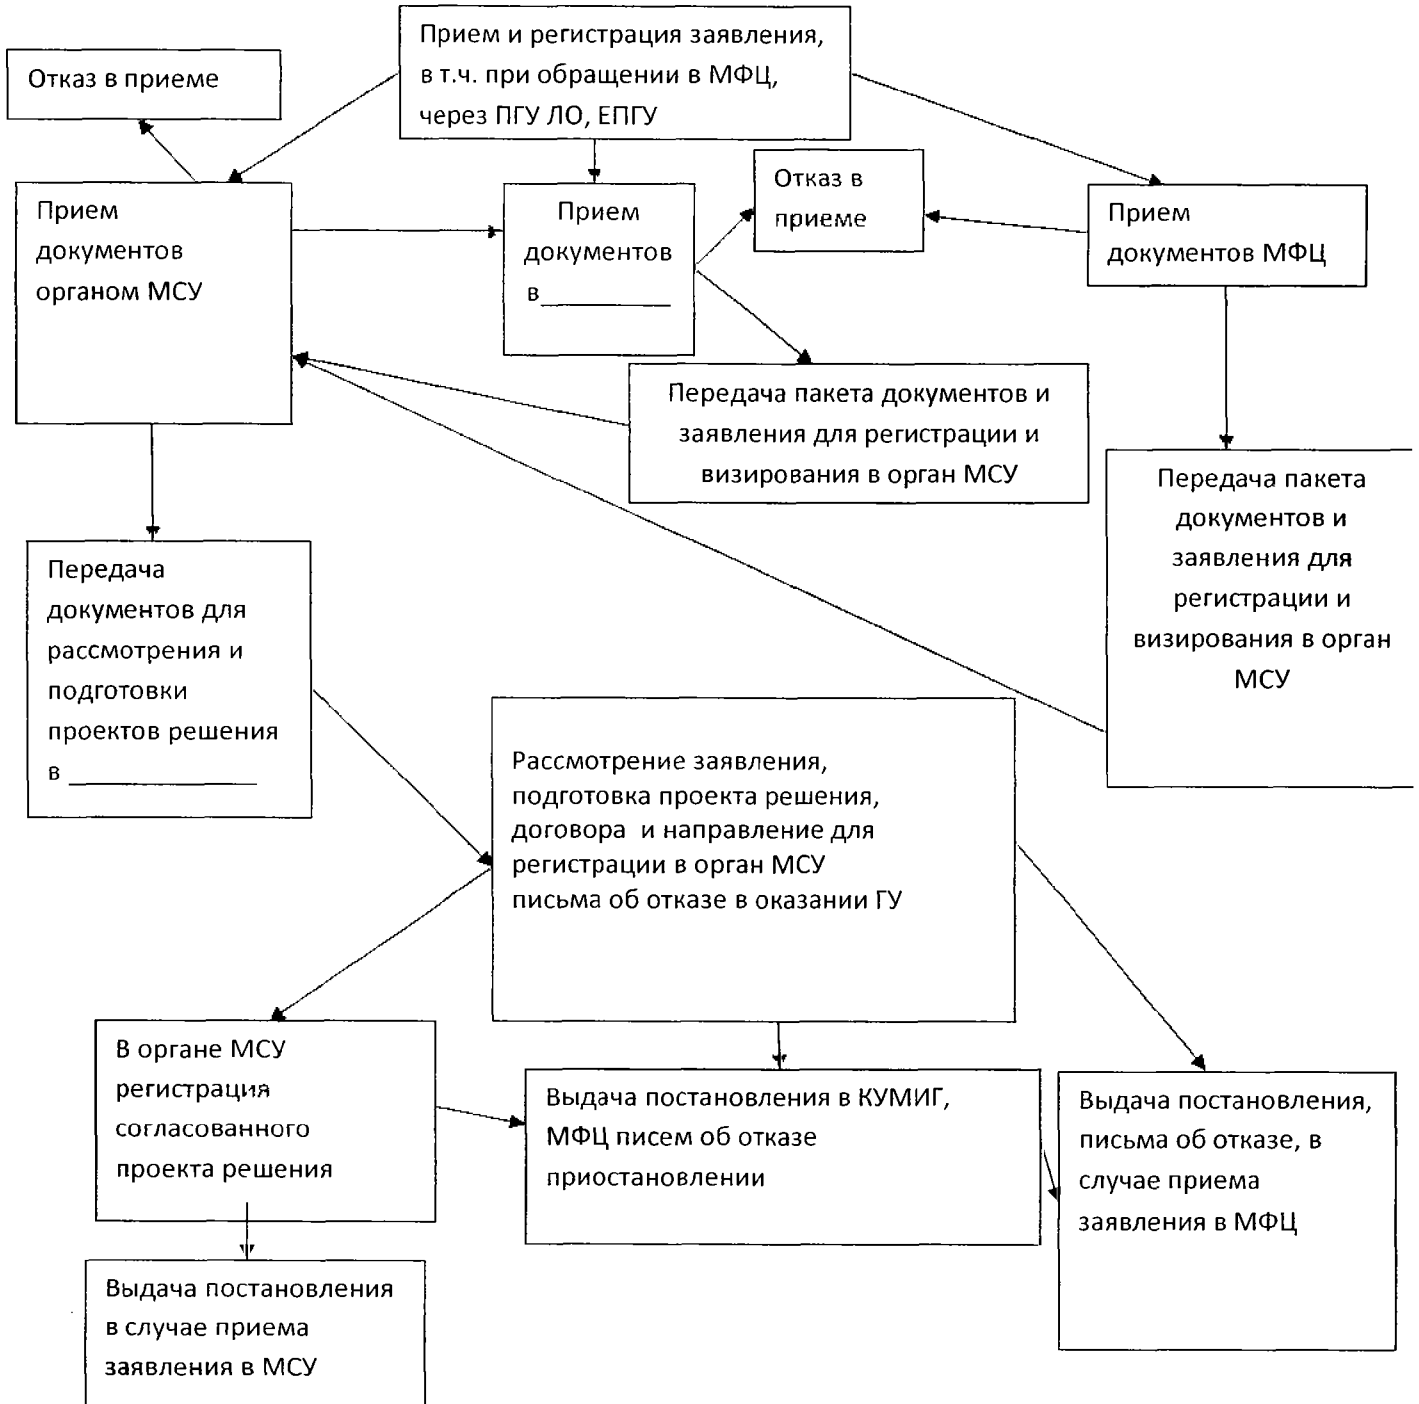 Прием и регистрация заявления,
в т.ч. при обращении в МФЦ,
через ПГУ ЛО, ЕПГУ
Отказ в приеме
Прием
документов
органом МСУ
Прием
документов
в___________
Отказ в
приеме
Прием
документов МФЦ
Передача пакета документов и
заявления для регистрации и
визирования в орган МСУ
Передача пакета
документов и
заявления для
регистрации и
визирования в орган
МСУ
Передача
документов для
рассмотрения и
подготовки
проектов решения
в ________________
Рассмотрение заявления,
подготовка проекта решения,
договора и направление для
регистрации в орган МСУ
письма об отказе в оказании ГУ
В органе МСУ
регистрация
согласованного
проекта решения
Выдача постановления в КУМИГ,
МФЦ писем об отказе
приостановлении
Выдача постановления,
письма об отказе, в
случае приема
заявления в МФЦ
Выдача постановления
в случае приема
заявления в МСУ